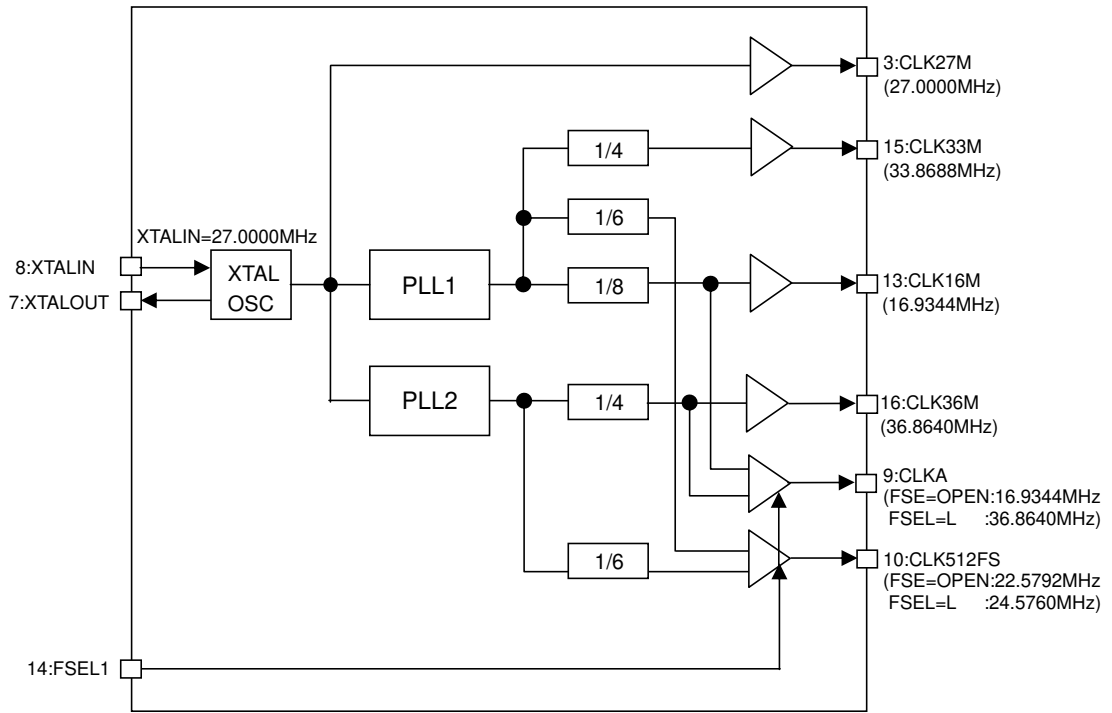 3:CLK27M
(27.0000MHz)
1/4
15:CLK33M
(33.8688MHz)
1/6
XTALIN=27.0000MHz
8:XTALIN
7:XTALOUT
XTAL
OSC
PLL1
1/8
13:CLK16M
(16.9344MHz)
PLL2
1/4
16:CLK36M
(36.8640MHz)
9:CLKA
(FSE=OPEN:16.9344MHz
FSEL=L :36.8640MHz)
1/6
10:CLK512FS
(FSE=OPEN:22.5792MHz
FSEL=L :24.5760MHz)
14:FSEL1